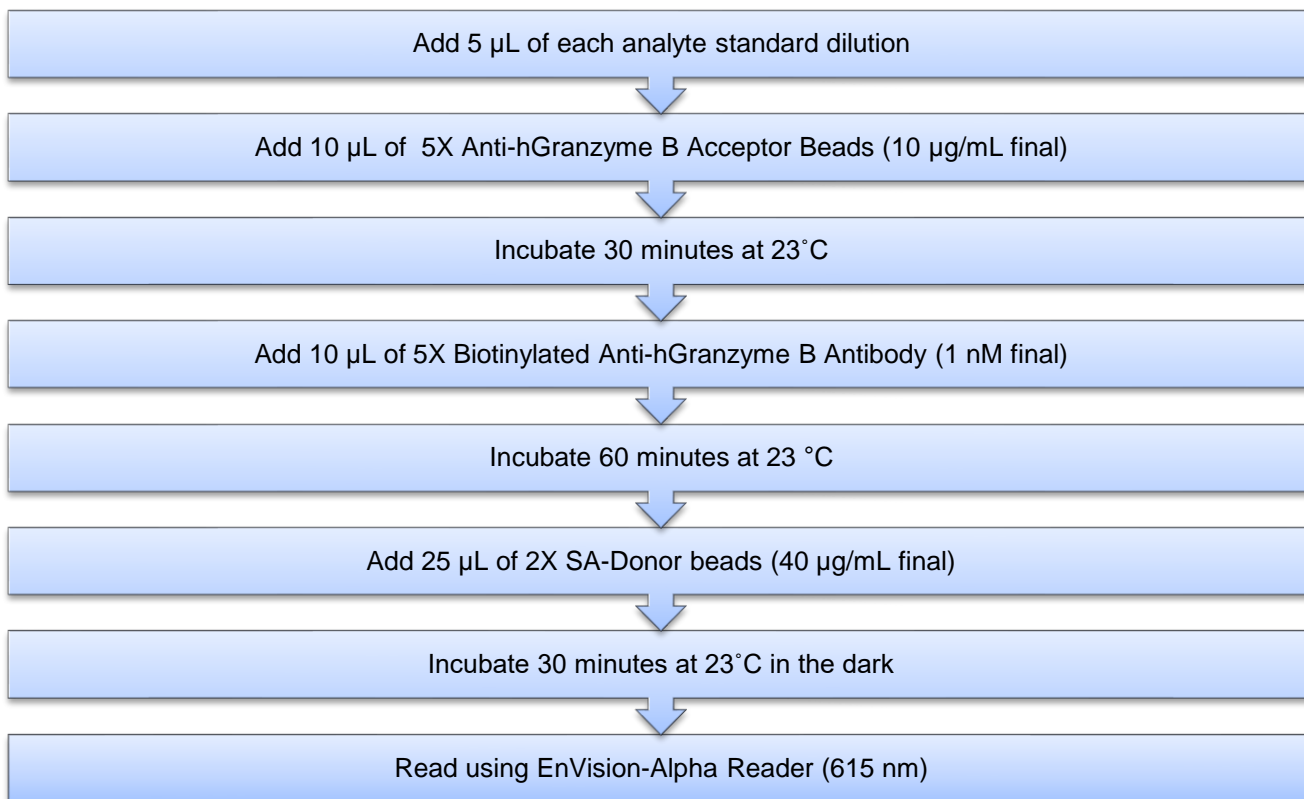 Add 5 µL of each analyte standard dilution
Add 10 µL of  5X Anti-hGranzyme B Acceptor Beads (10 µg/mL final)
Incubate 30 minutes at 23˚C
Add 10 µL of 5X Biotinylated Anti-hGranzyme B Antibody (1 nM final)
Incubate 60 minutes at 23 °C
Add 25 µL of 2X SA-Donor beads (40 µg/mL final)
Incubate 30 minutes at 23˚C in the dark
Read using EnVision-Alpha Reader (615 nm)